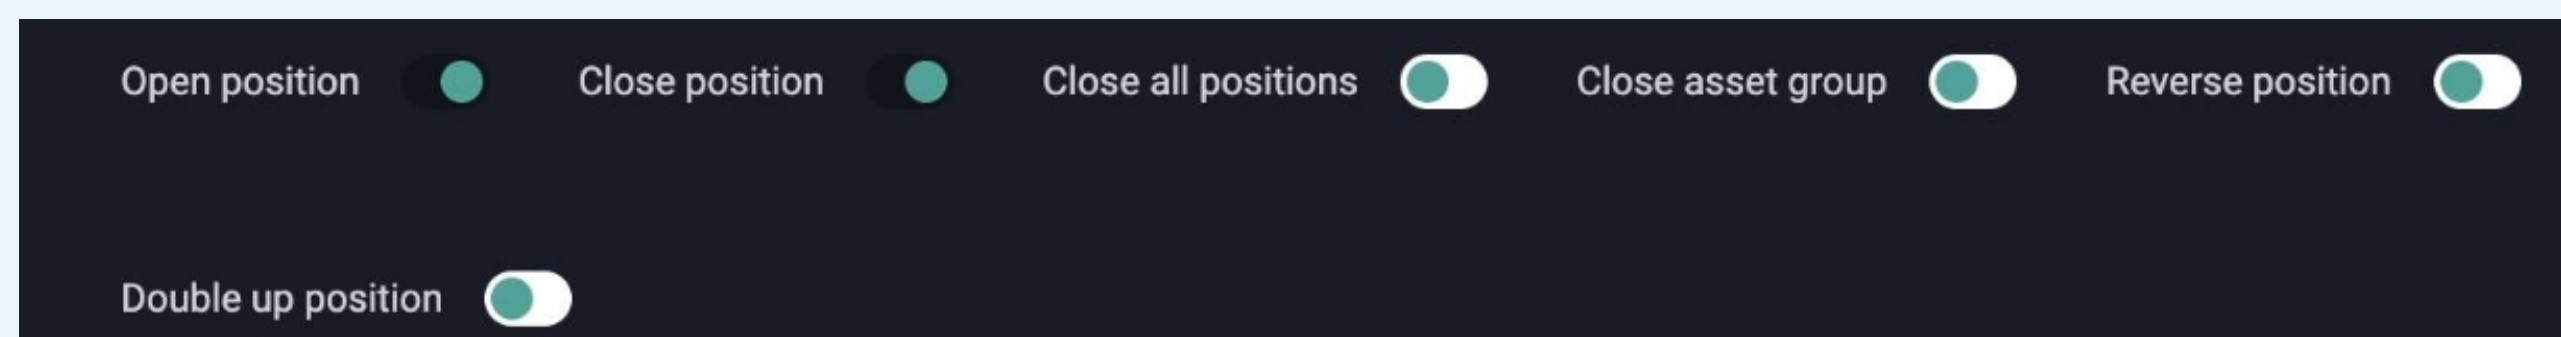 Open position Close position Close all positions Close asset group Reverse position
Double up position